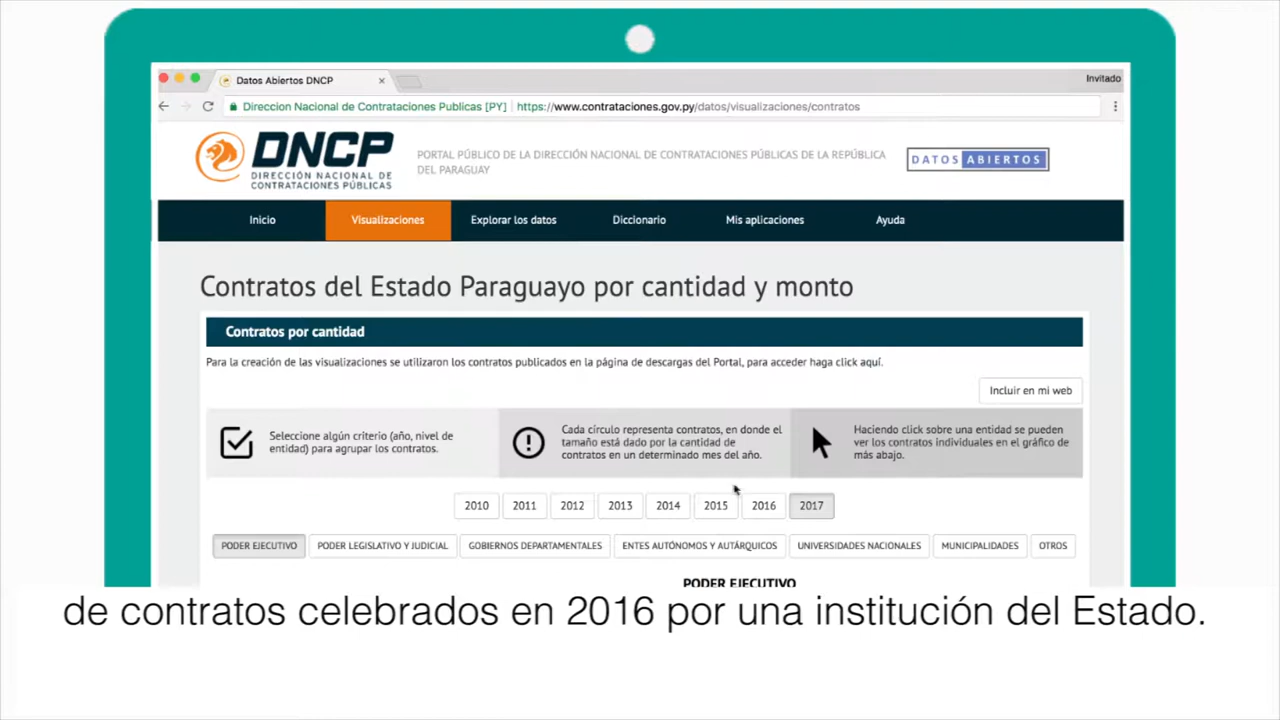 Datos Abiertos DNCP
Invitado
Direccion Nacional de Contrataciones Publicas [PY] https://www.contrataciones.gov.py/datos/visualizaciones/contratos
DNCP
DIRECCIÓN NACIONAL DE
CONTRATACIONES PÚBLICAS
PORTAL PÚBLICO DE LA DIRECCIÓN NACIONAL DE CONTRATACIONES PÚBLICAS DE LA REPÚBLICA
DEL PARAGUAY
DATOS ABIERTOS
Inicio Visualizaciones Explorar los datos Diccionario Mis aplicaciones Ayuda
Contratos del Estado Paraguayo por cantidad y monto
Contratos por cantidad
Para la creación de las visualizaciones se utilizaron los contratos publicados en la página de descargas del Portal, para acceder haga click aquí.
Incluir en mi web
Seleccione algún criterio (año, nivel de
entidad) para agrupar los contratos.
Cada círculo representa contratos, en donde el
tamaño está dado por la cantidad de
contratos en un determinado mes del año.
Haciendo click sobre una entidad se pueden
ver los contratos individuales en el gráfico de
más abajo.
2010 2011 2012 2013 2014 2015 2016 2017
PODER EJECUTIVO PODER LEGISLATIVO Y JUDICIAL GOBIERNOS DEPARTAMENTALES ENTES AUTÓNOMOS Y AUTÁRQUICOS UNIVERSIDADES NACIONALES MUNICIPALIDADES OTROS
PODER EJECUTIVO
de contratos celebrados en 2016 por una institución del Estado.